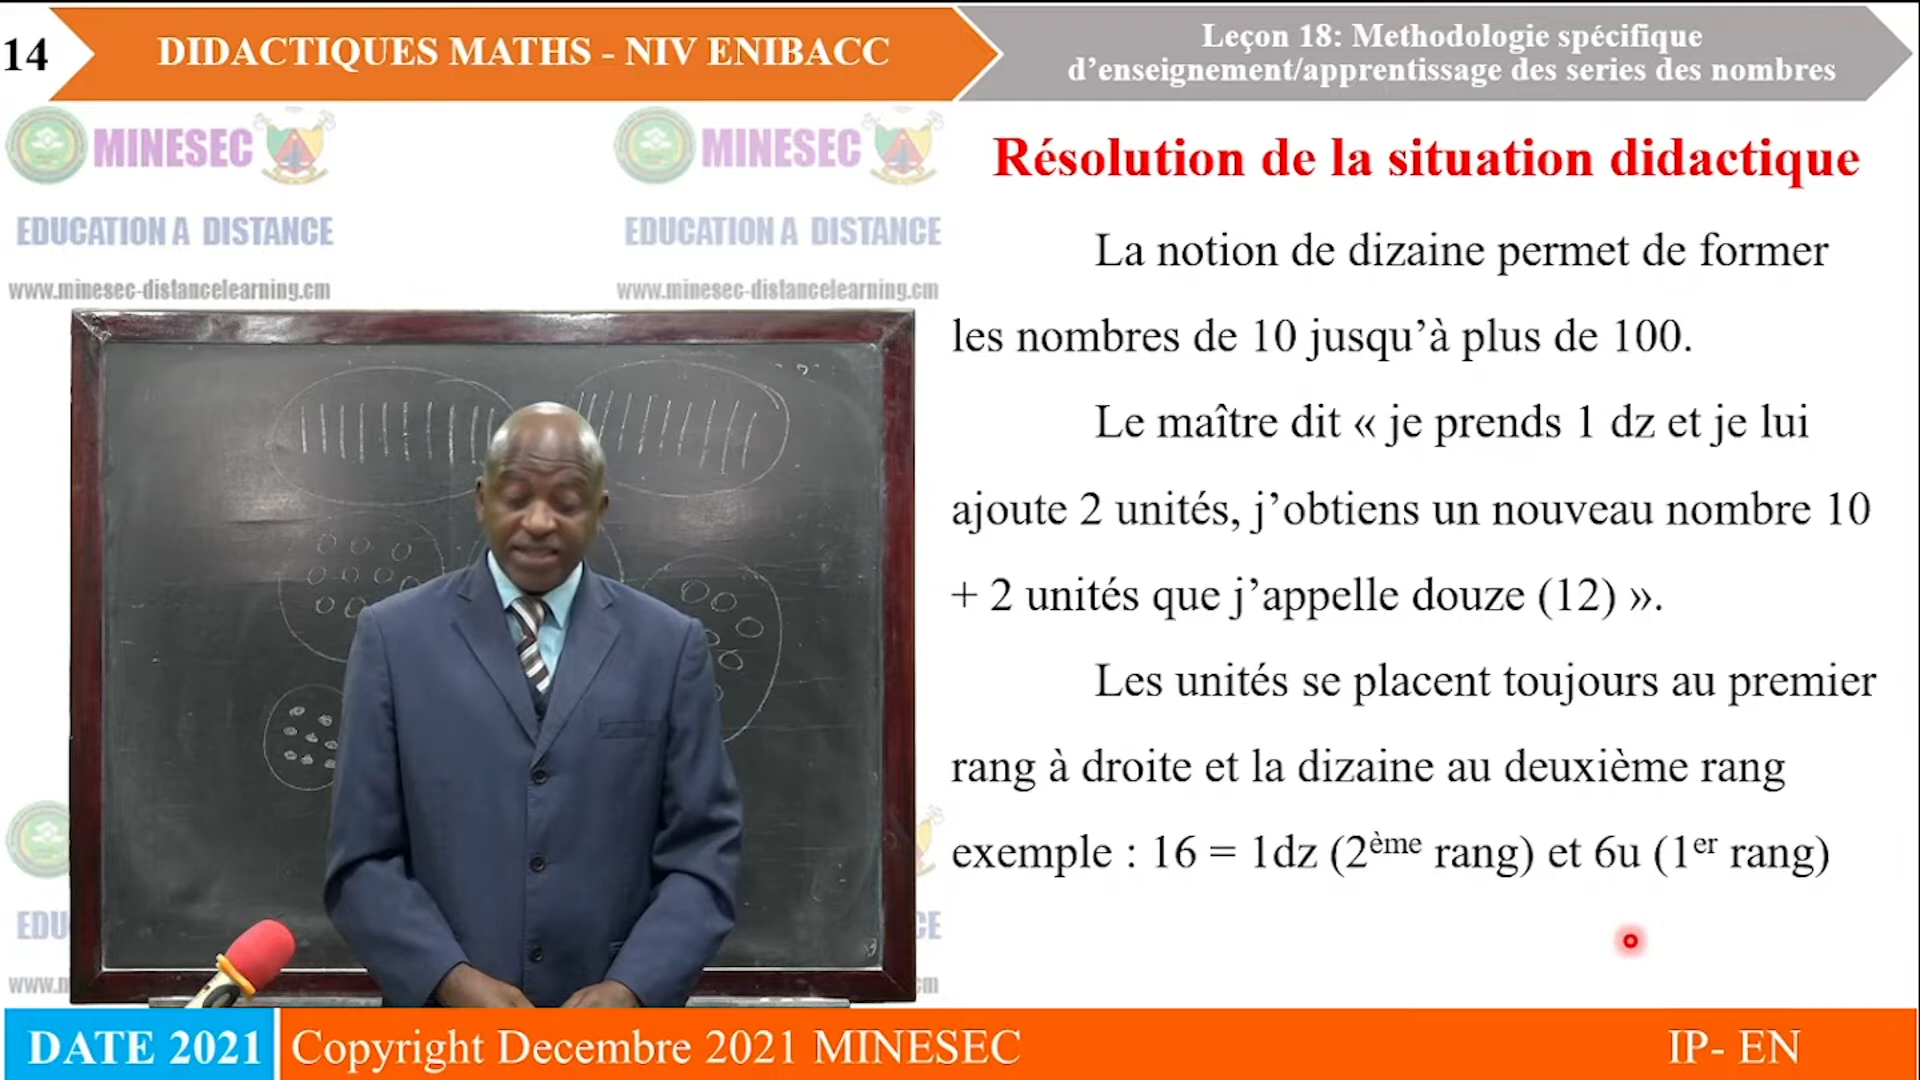 14
DIDACTIQUES MATHS - NIV ENIBACC
Leçon 18: Methodologie spécifique
d’enseignement/apprentissage des series des nombres
MINESEC
EDUCATION A DISTANCE
www.minesec-distancelearning.cm
MINESEC
EDUCATION A DISTANCE
www.minesec-distancelearning.cm
Résolution de la situation didactique
La notion de dizaine permet de former
les nombres de 10 jusqu’à plus de 100.
Le maître dit « je prends 1 dz et je lui
ajoute 2 unités, j’obtiens un nouveau nombre 10
+ 2 unités que j’appelle douze (12) ».
Les unités se placent toujours au premier
rang à droite et la dizaine au deuxième rang
exemple : 16 = 1dz (2ème rang) et 6u (1er rang)
DATE 2021
Copyright Decembre 2021 MINESEC
IP- EN